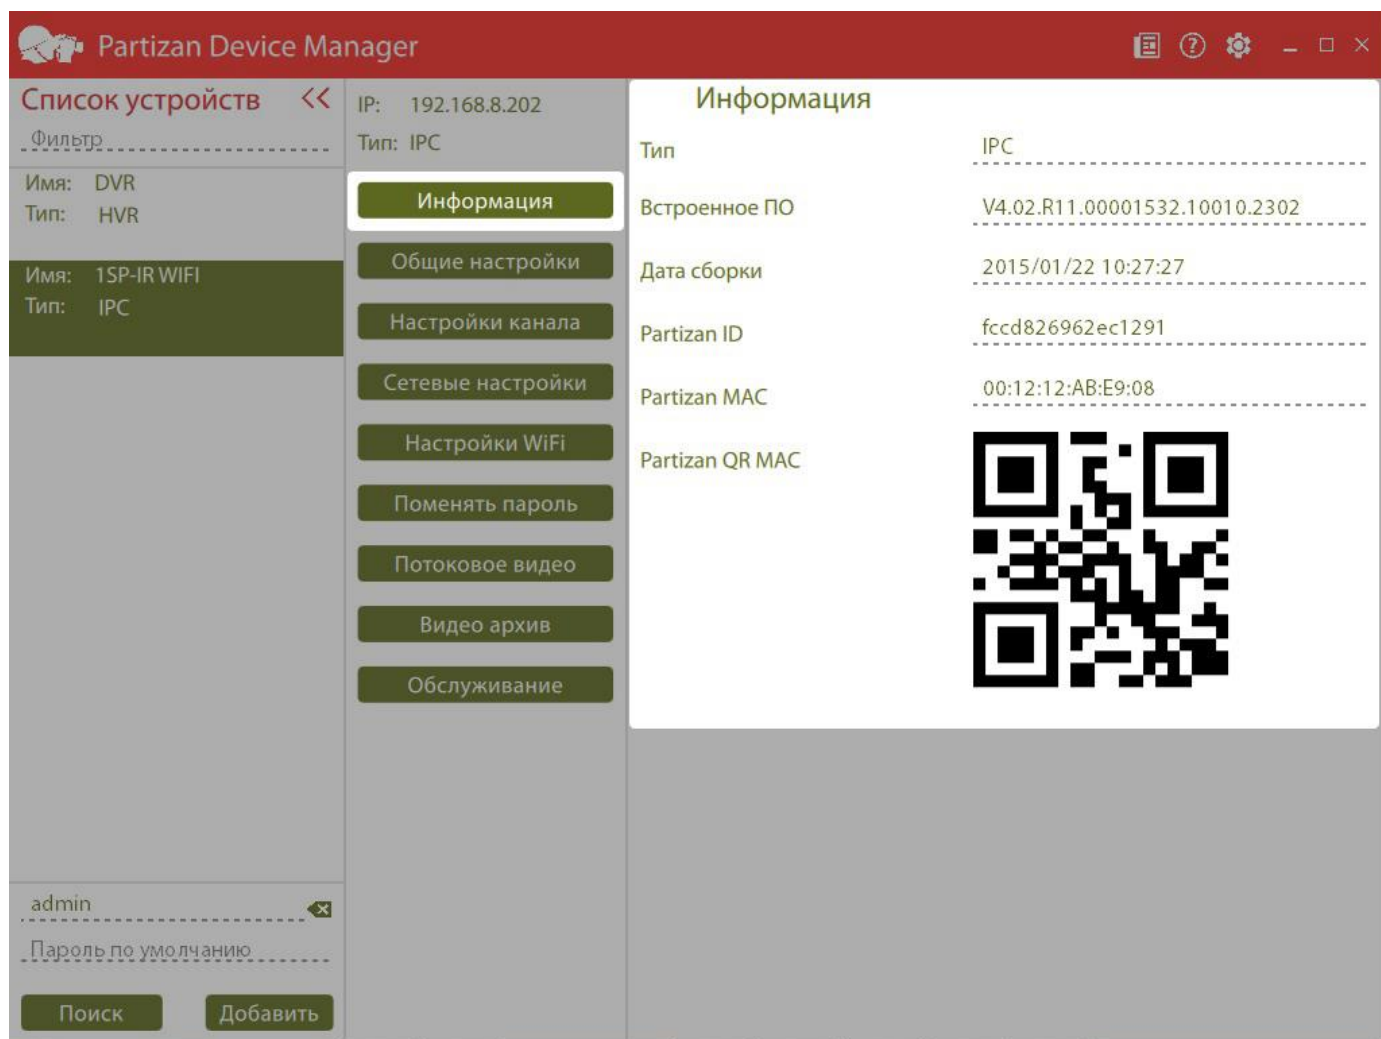 Partizan Device Manager
Список устройств <<
Фильтр
Имя: DVR
Тип: HVR
Имя: 1SP-IR WIFI
Тип: IPC
admin
Пароль по умолчанию
Поиск Добавить
IP: 192.168.8.202
Тип: IPC
Информация
Общие настройки
Настройки канала
Сетевые настройки
Настройки WiFi
Поменять пароль
Потоковое видео
Видео архив
Обслуживание
Информация
Тип IPC
Встроенное ПО V4.02.R11.00001532.10010.2302
Дата сборки 2015/01/22 10:27:27
Partizan ID fccd826962ec1291
Partizan MAC 00:12:12:AB:E9:08
Partizan QR MAC